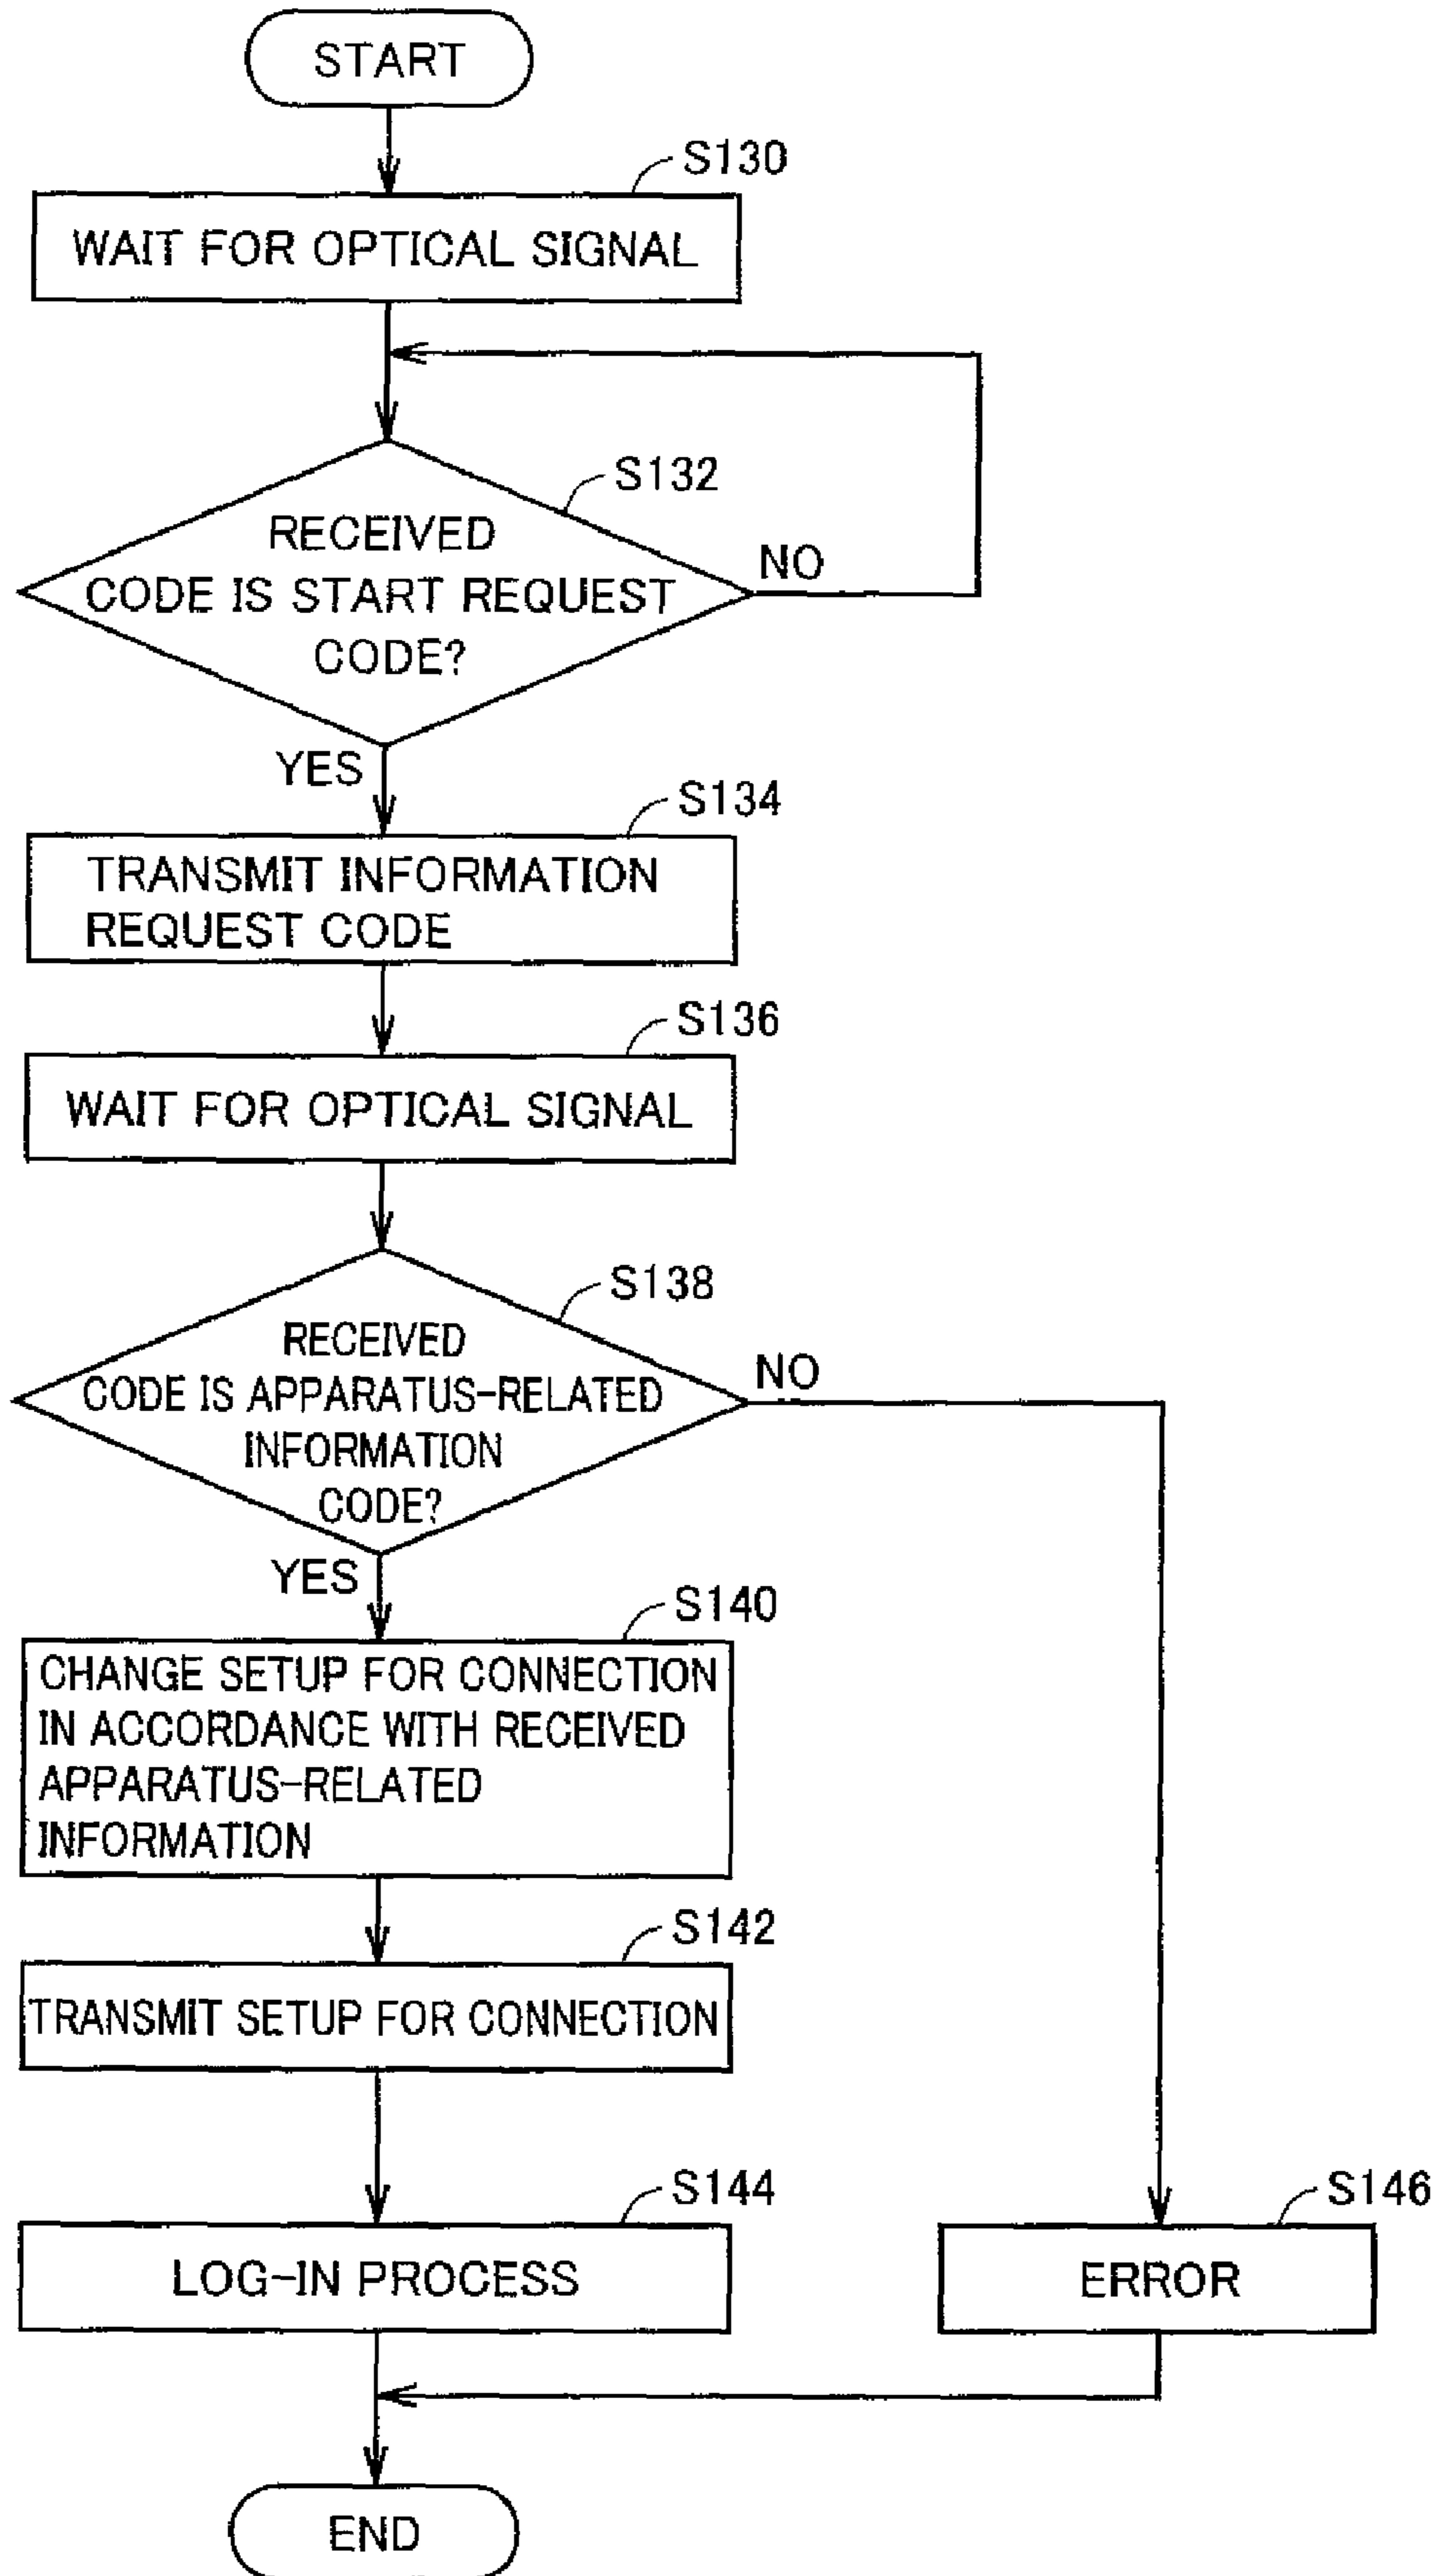 START
S130
WAIT FOR OPTICAL SIGNAL
S132
RECEIVED
CODE IS START REQUEST
CODE?
NO
YES
S134
TRANSMIT INFORMATION
REQUEST CODE
S136
WAIT FOR OPTICAL SIGNAL
S138
RECEIVED
CODE IS APPARATUS-RELATED
INFORMATION
CODE?
NO
YES
S140
CHANGE SETUP FOR CONNECTION
IN ACCORDANCE WITH RECEIVED
APPARATUS-RELATED
INFORMATION
S142
TRANSMIT SETUP FOR CONNECTION
S144
LOG-IN PROCESS
S146
ERROR
END